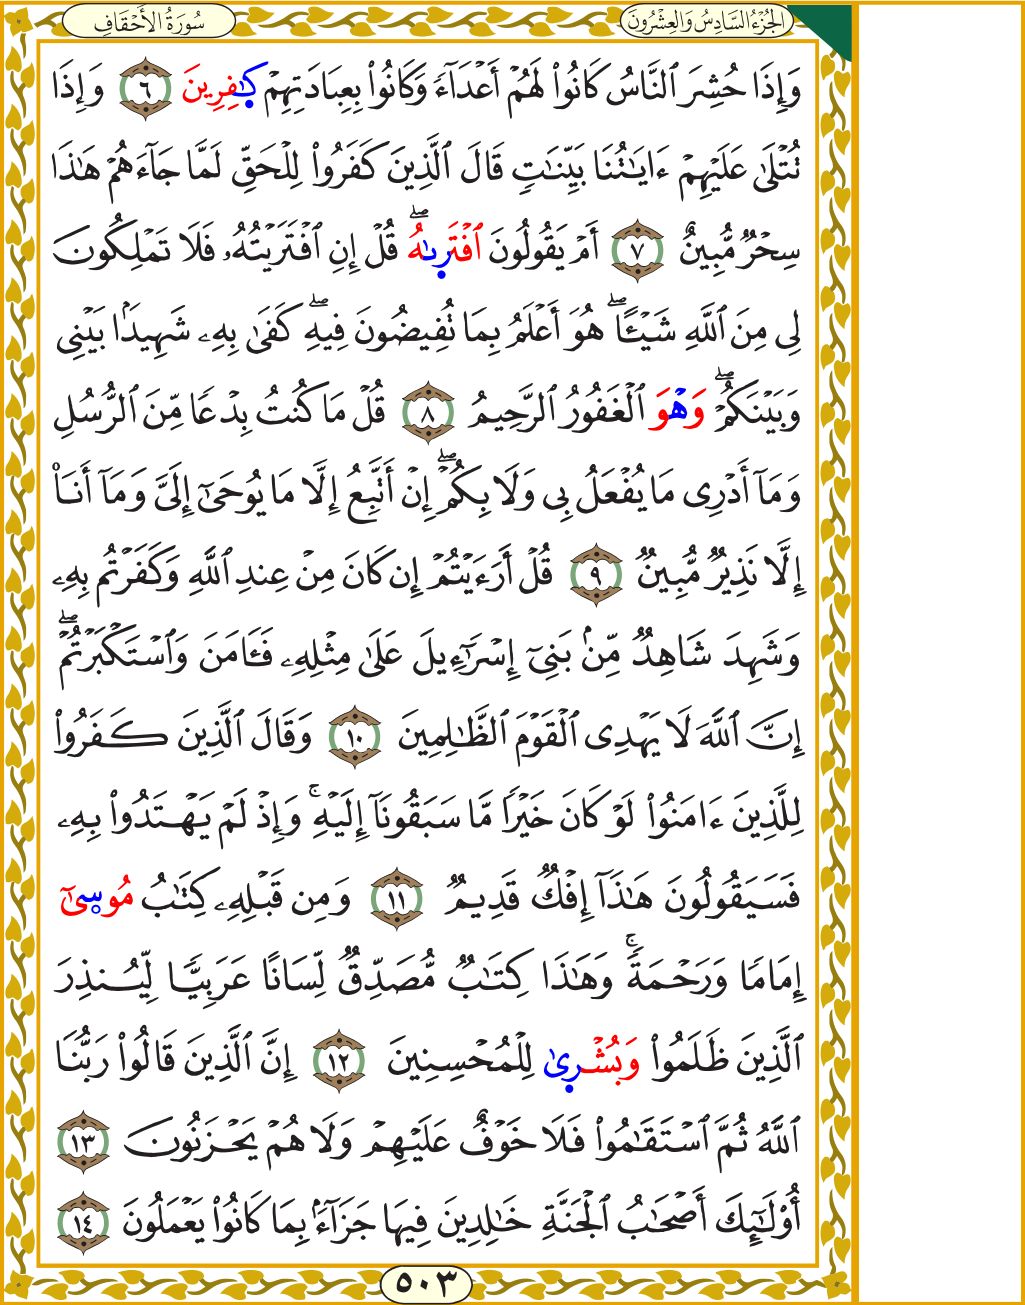 الجُزْءُ السَّادِسُ وَالعِشْرُونَ
سُورَةُ الأَحْقَافِ
وَإِذَا حُشِرَ ٱلنَّاسُ كَانُوا۟ لَهُمْ أَعْدَآءً وَكَانُوا۟ بِعِبَادَتِهِمْ كَٰفِرِينَ ٦ وَإِذَا
تُتْلَىٰ عَلَيْهِمْ ءَايَٰتُنَا بَيِّنَٰتٍ قَالَ ٱلَّذِينَ كَفَرُوا۟ لِلْحَقِّ لَمَّا جَآءَهُمْ هَٰذَا
سِحْرٌ مُّبِينٌ ٧ أَمْ يَقُولُونَ ٱفْتَرَىٰهُ ۖ قُلْ إِنِ ٱفْتَرَيْتُهُۥ فَلَا تَمْلِكُونَ
لِى مِنَ ٱللَّهِ شَيْـًٔا ۖ هُوَ أَعْلَمُ بِمَا تُفِيضُونَ فِيهِ ۖ كَفَىٰ بِهِۦ شَهِيدًۢا بَيْنِى
وَبَيْنَكُمْ ۖ وَهْوَ ٱلْغَفُورُ ٱلرَّحِيمُ ٨ قُلْ مَا كُنتُ بِدْعًا مِّنَ ٱلرُّسُلِ
وَمَآ أَدْرِى مَا يُفْعَلُ بِى وَلَا بِكُمْ ۖ إِنْ أَتَّبِعُ إِلَّا مَا يُوحَىٰٓ إِلَىَّ وَمَآ أَنَا۠
إِلَّا نَذِيرٌ مُّبِينٌ ٩ قُلْ أَرَءَيْتُمْ إِن كَانَ مِنْ عِندِ ٱللَّهِ وَكَفَرْتُم بِهِۦ
وَشَهِدَ شَاهِدٌ مِّنۢ بَنِىٓ إِسْرَٰٓءِيلَ عَلَىٰ مِثْلِهِۦ فَـَٔامَنَ وَٱسْتَكْبَرْتُمْ ۖ
إِنَّ ٱللَّهَ لَا يَهْدِى ٱلْقَوْمَ ٱلظَّٰلِمِينَ ١٠ وَقَالَ ٱلَّذِينَ كَفَرُوا۟
لِلَّذِينَ ءَامَنُوا۟ لَوْ كَانَ خَيْرًا مَّا سَبَقُونَآ إِلَيْهِ ۚ وَإِذْ لَمْ يَهْتَدُوا۟ بِهِۦ
فَسَيَقُولُونَ هَٰذَآ إِفْكٌ قَدِيمٌ ١١ وَمِن قَبْلِهِۦ كِتَٰبُ مُوسَىٰٓ
إِمَامًا وَرَحْمَةً ۚ وَهَٰذَا كِتَٰبٌ مُّصَدِّقٌ لِّسَانًا عَرَبِيًّا لِّيُنذِرَ
ٱلَّذِينَ ظَلَمُوا۟ وَبُشْرَىٰ لِلْمُحْسِنِينَ ١٢ إِنَّ ٱلَّذِينَ قَالُوا۟ رَبُّنَا
ٱللَّهُ ثُمَّ ٱسْتَقَٰمُوا۟ فَلَا خَوْفٌ عَلَيْهِمْ وَلَا هُمْ يَحْزَنُونَ ١٣
أُو۟لَٰٓئِكَ أَصْحَٰبُ ٱلْجَنَّةِ خَٰلِدِينَ فِيهَا جَزَآءًۢ بِمَا كَانُوا۟ يَعْمَلُونَ ١٤
٥٠٣